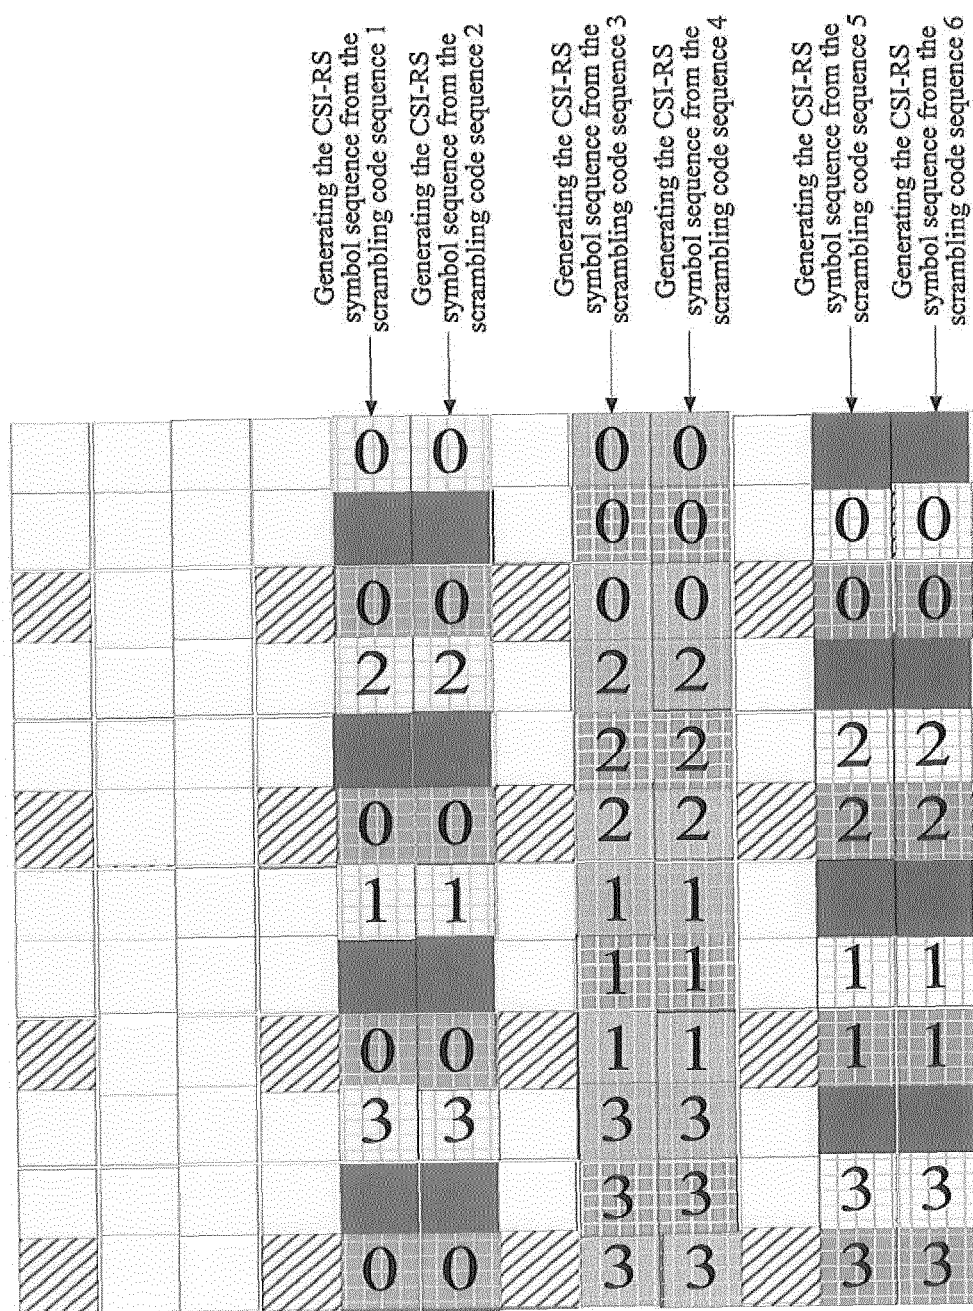 Generating the CSI-RS
symbol sequence from the
scrambling code sequence 1
Generating the CSI-RS
symbol sequence from the
scrambling code sequence 2
Generating the CSI-RS
symbol sequence from the
scrambling code sequence 3
Generating the CSI-RS
symbol sequence from the
scrambling code sequence 4
Generating the CSI-RS
symbol sequence from the
scrambling code sequence 5
Generating the CSI-RS
symbol sequence from the
scrambling code sequence 6
0 0 0 0
0 0 0 0
0 0 0 0 0 0
2 2 2 2
2 2 2 2
0 0 2 2 2 2
1 1 1 1
1 1 1 1
0 0 1 1 1 1
3 3 3 3
3 3 3 3
0 0 3 3 3 3